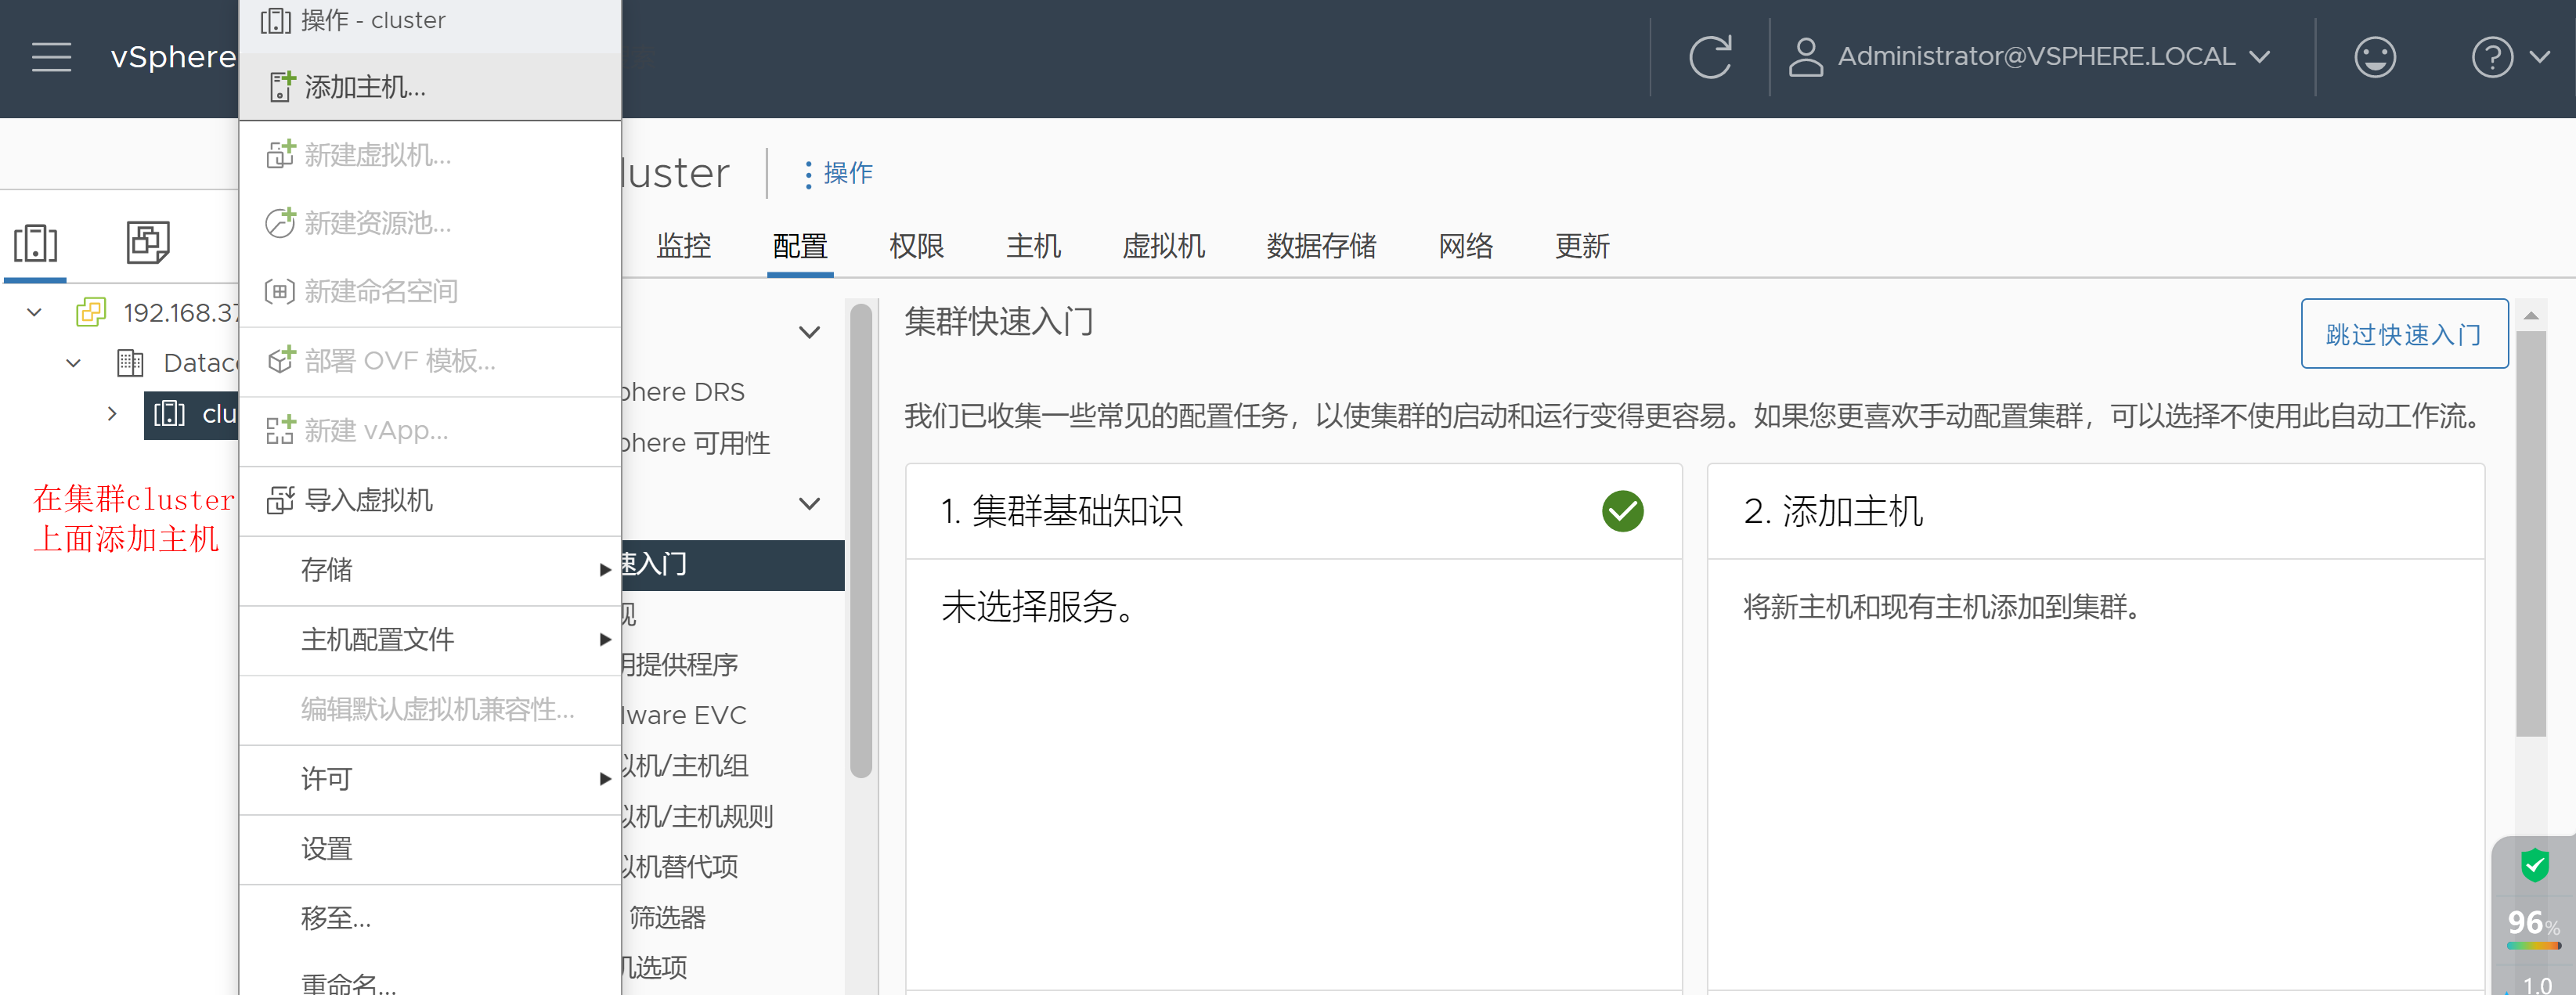 vSphere
Administrator@VSPHERE.LOCAL
操作 - cluster
添加主机...
新建虚拟机...
新建资源池...
新建命名空间
部署 OVF 模板...
新建 vApp...
导入虚拟机
存储
主机配置文件
编辑默认虚拟机兼容性...
许可
设置
移至...
重命名...
192.168.37
Datac
clu
在集群cluster
上面添加主机
luster
操作
监控
配置
权限
主机
虚拟机
数据存储
网络
更新
phere DRS
phere 可用性
速入门
提供程序
ware EVC
拟机/主机组
拟机/主机规则
拟机替代项
筛选器
机选项
集群快速入门
跳过快速入门
我们已收集一些常见的配置任务，以使集群的启动和运行变得更容易。如果您更喜欢手动配置集群，可以选择不使用此自动工作流。
1. 集群基础知识
未选择服务。
2. 添加主机
将新主机和现有主机添加到集群。
96%
1.0